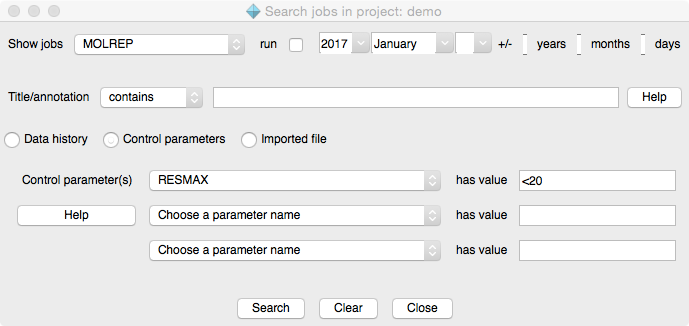 Search jobs in project: demo
Show jobs MOLREP run 2017 January +/- years months days
Title/annotation contains Help
Data history Control parameters Imported file
Control parameter(s) RESMAX has value <20
Help Choose a parameter name has value
Choose a parameter name has value
Search Clear Close